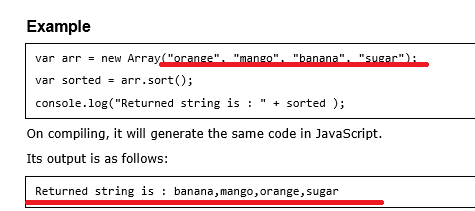 Example
var arr = new Array("orange", "mango", "banana", "sugar");
var sorted = arr.sort();
console.log("Returned string is : " + sorted );
On compiling, it will generate the same code in JavaScript.
Its output is as follows:
Returned string is : banana,mango,orange,sugar